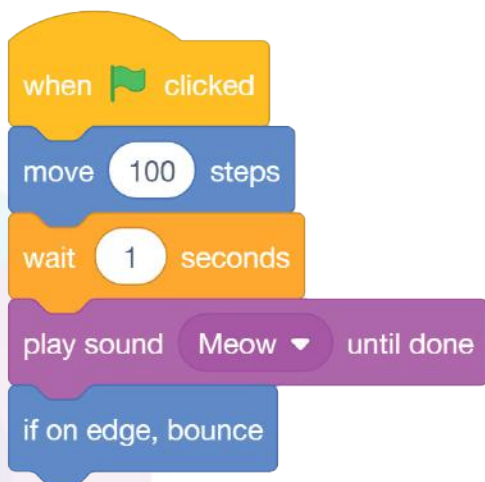 when clicked
move 100 steps
wait 1 seconds
play sound Meow until done
if on edge, bounce